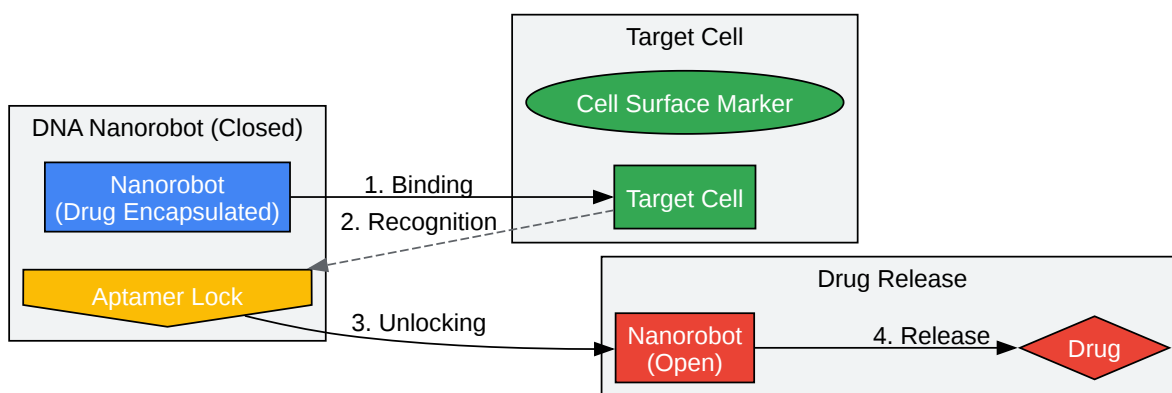 Target Cell
Cell Surface Marker
DNA Nanorobot (Closed)
Nanorobot
(Drug Encapsulated)
1. Binding
Target Cell
2. Recognition
Aptamer Lock
3. Unlocking
Drug Release
Nanorobot
(Open)
4. Release
Drug